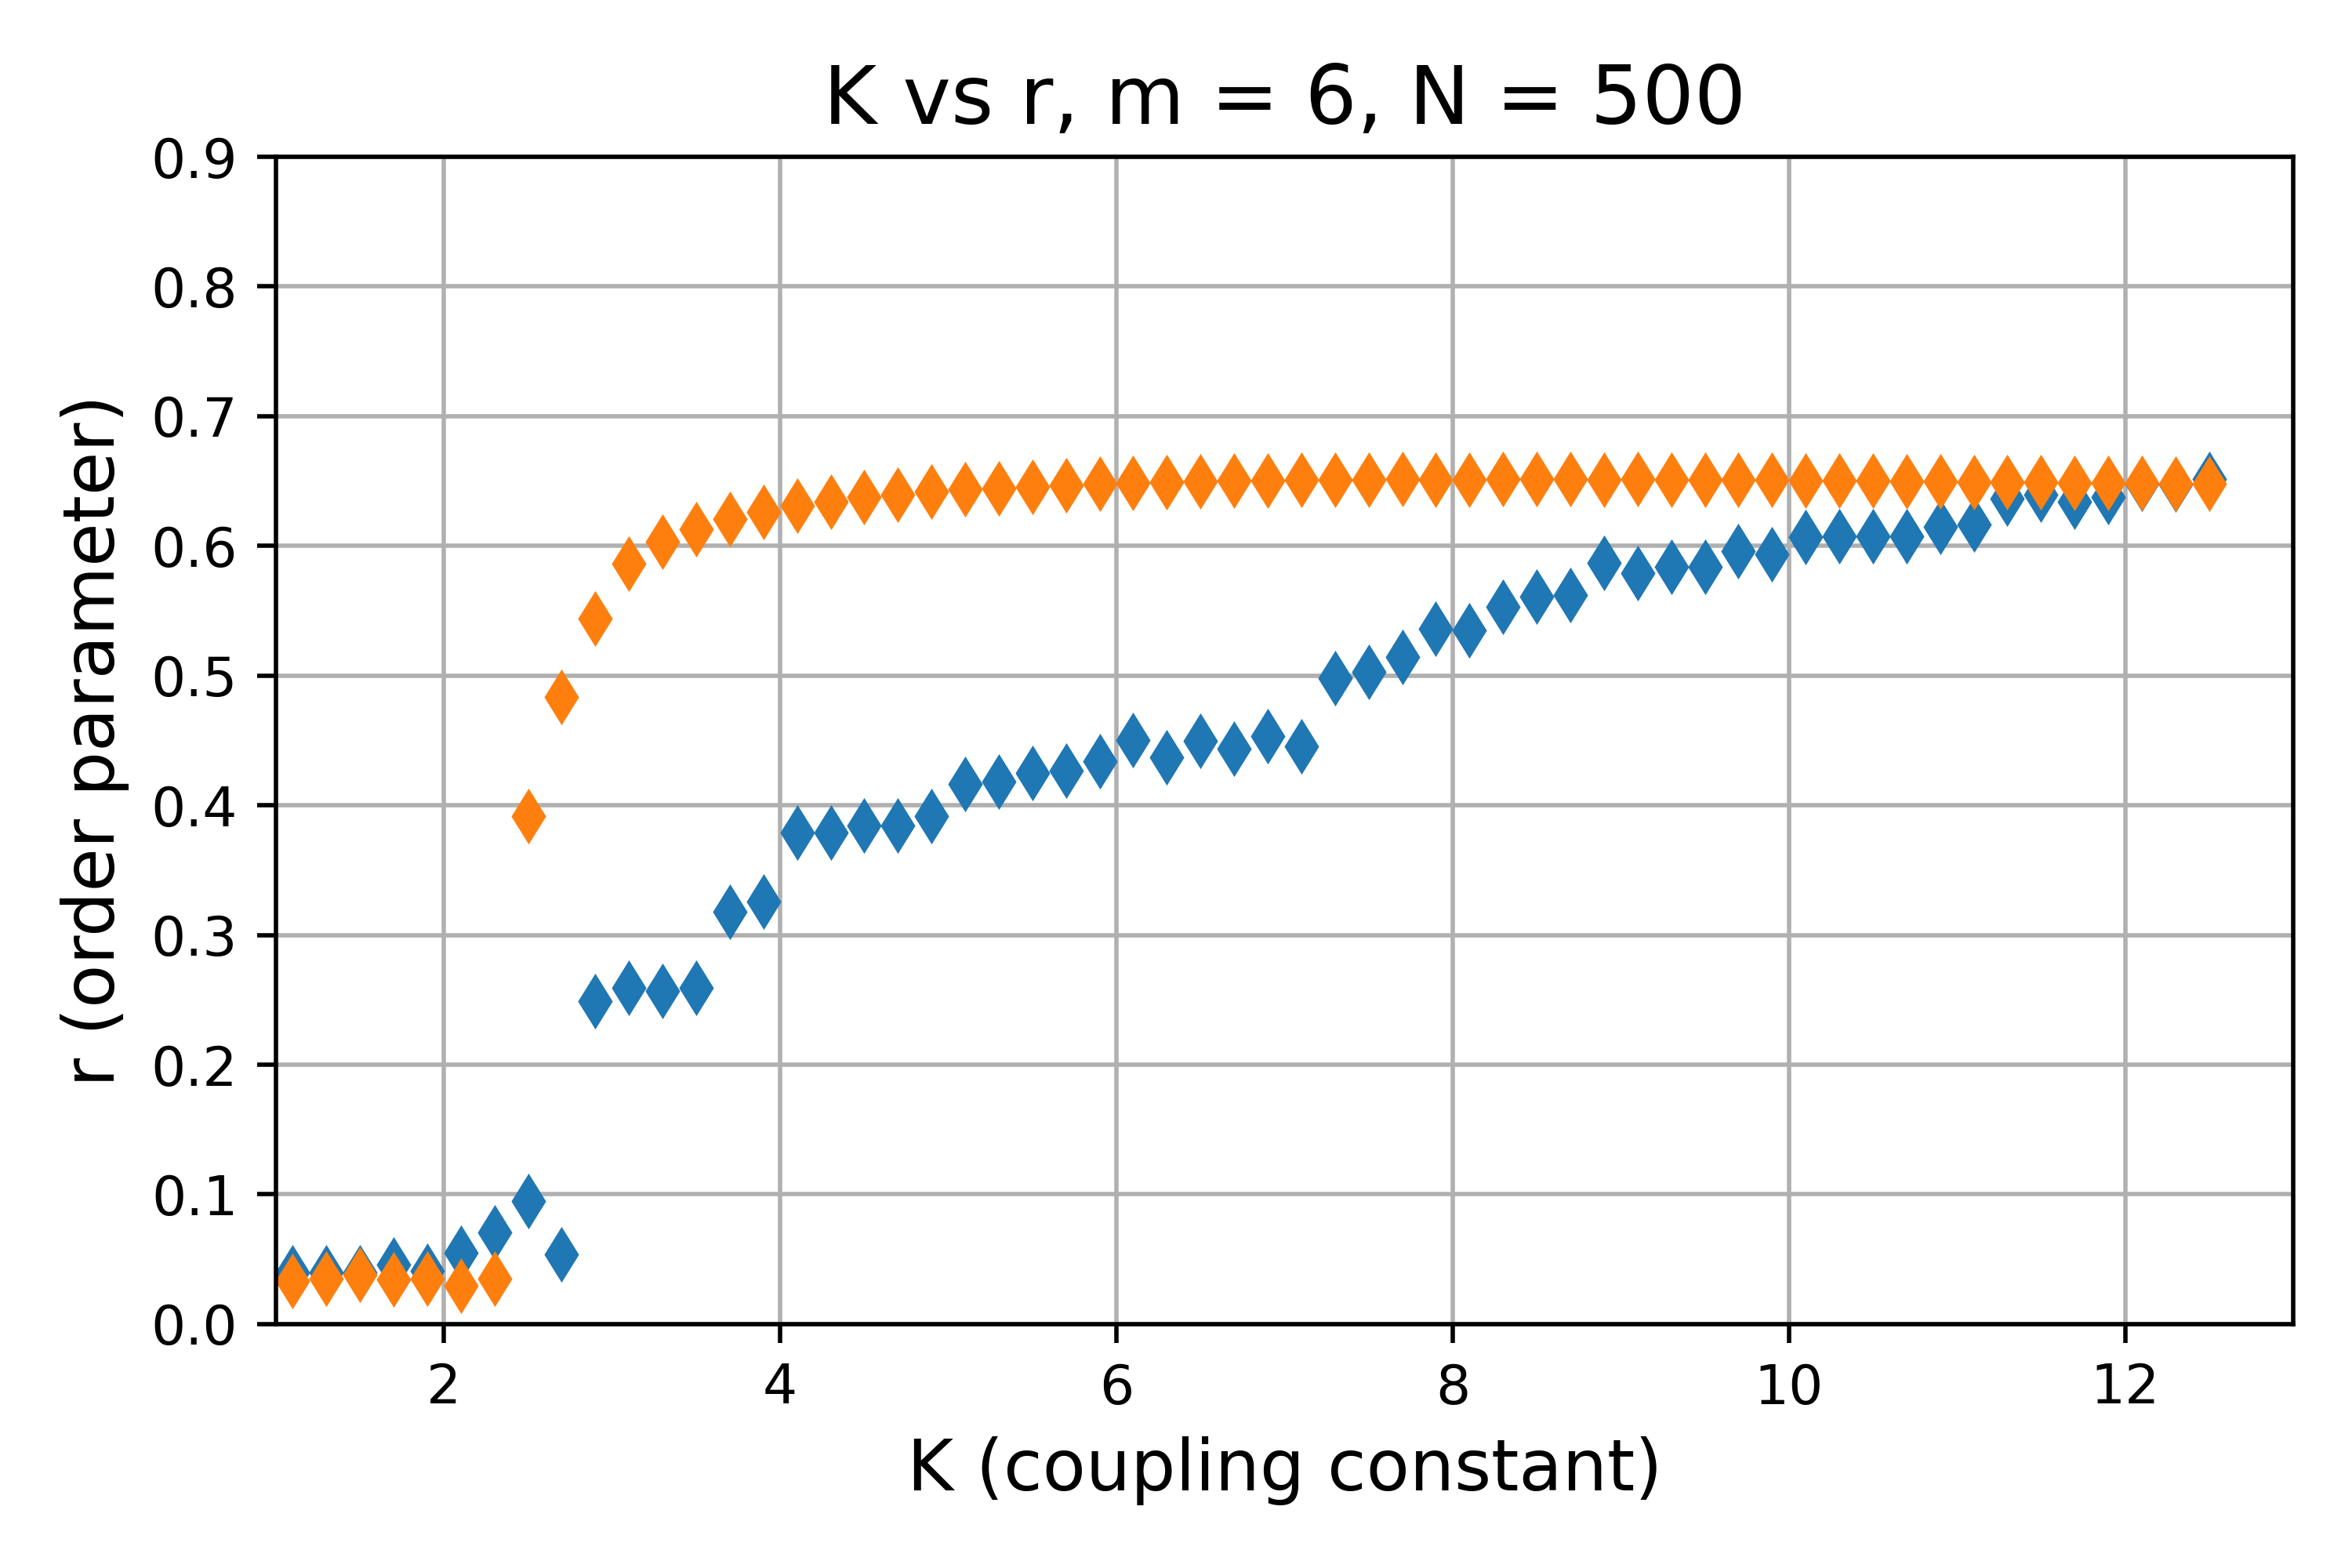 K vs r, m = 6, N = 500
r (order parameter)
0.9
0.8
0.7
0.6
0.5
0.4
0.3
0.2
0.1
0.0
2 4 6 8 10 12
K (coupling constant)